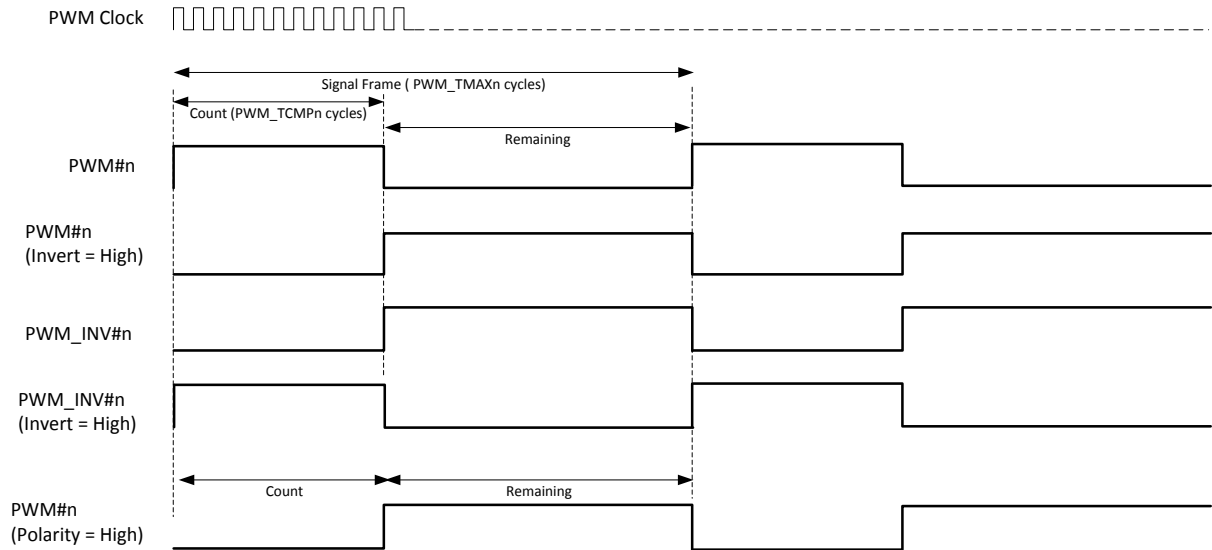 PWM Clock
Signal Frame ( PWM_TMAXn cycles)
Count (PWM_TCMPn cycles)
Remaining
PWM#n
PWM#n
(Invert = High)
PWM_INV#n
PWM_INV#n
(Invert = High)
Count
Remaining
PWM#n
(Polarity = High)